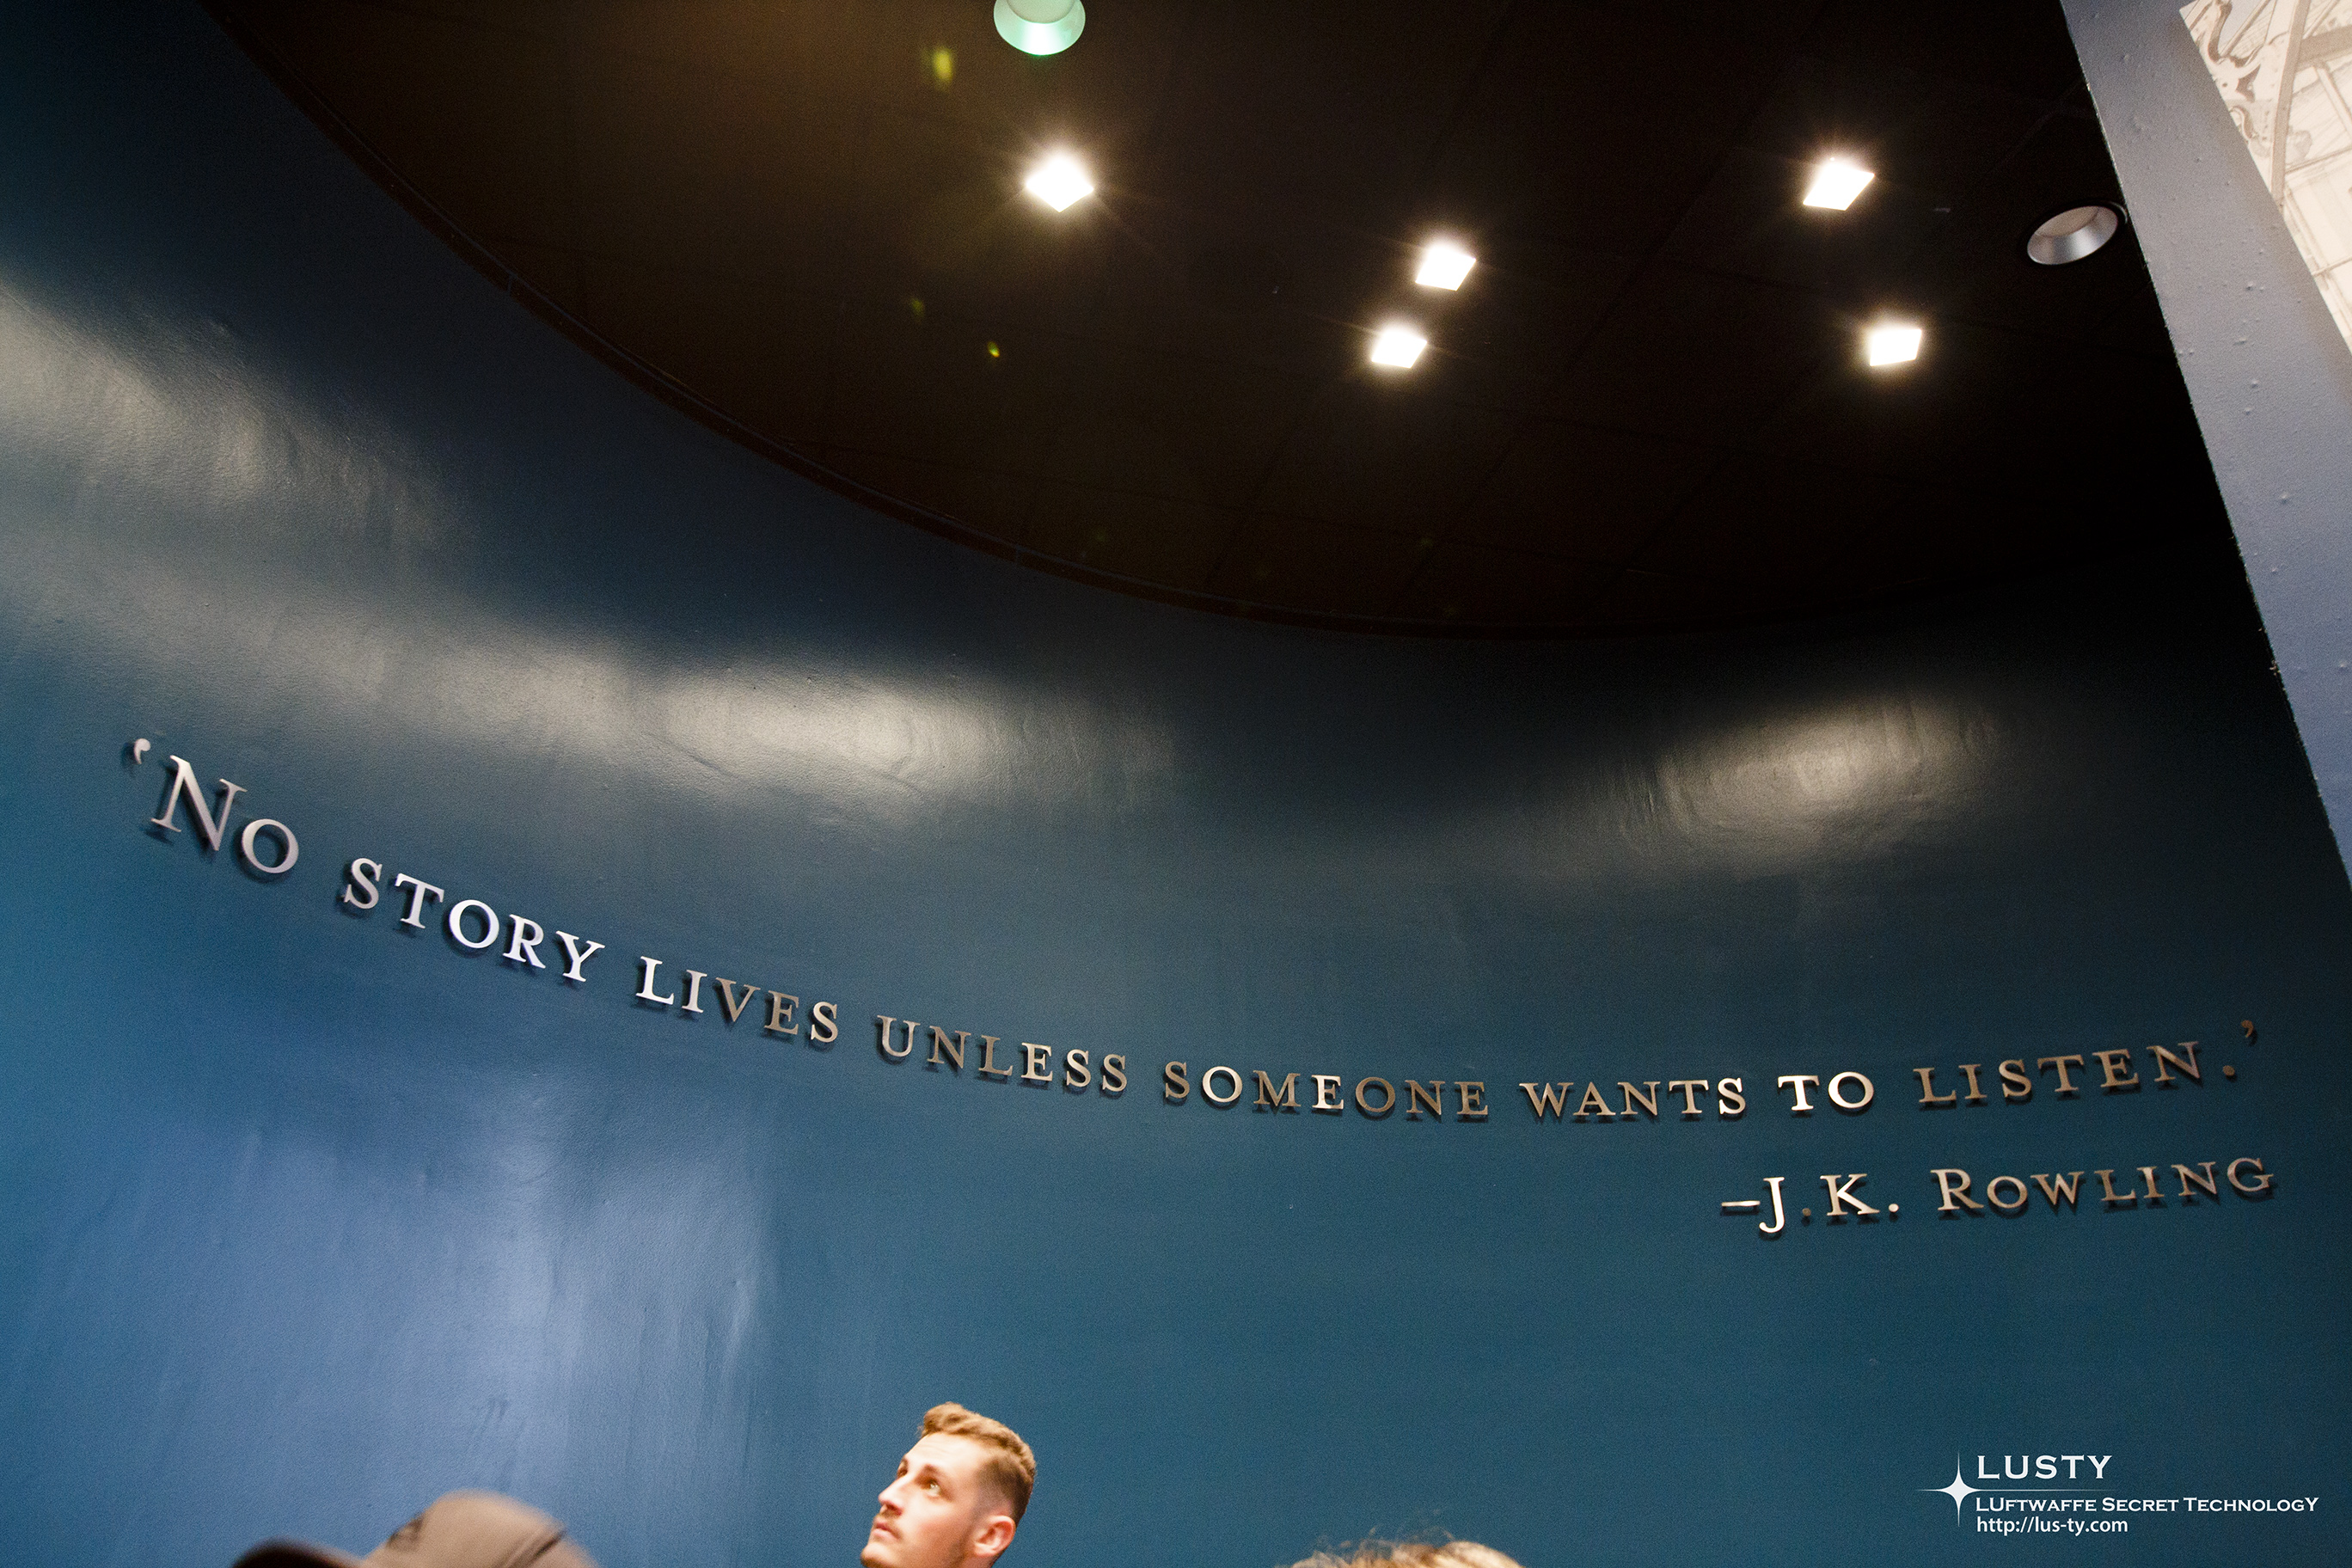 ‘No story lives unless someone wants to listen.’
–J.K. Rowling
LUSTY
LUFTWAFFE SECRET TECHNOLOGY
http://lus-ty.com